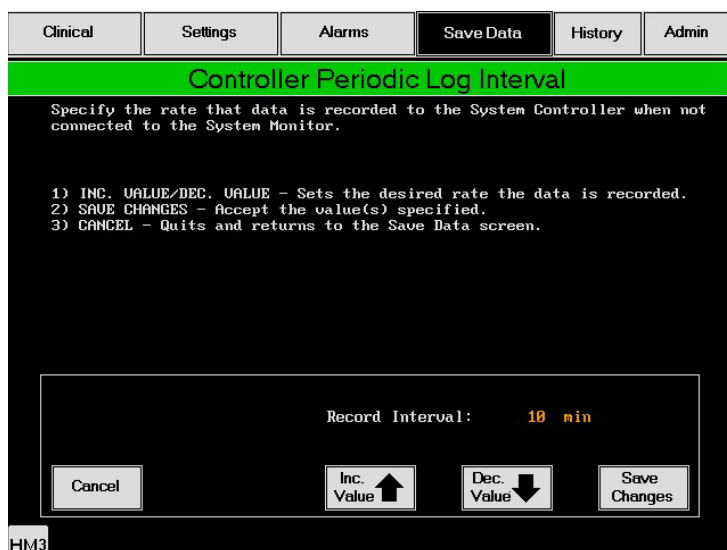 Clinical
Settings
Alarms
Save Data
History
Admin
Controller Periodic Log Interval
Specify the rate that data is recorded to the System Controller when not
connected to the System Monitor.
1) INC. VALUE/DEC. VALUE - Sets the desired rate the data is recorded.
2) SAVE CHANGES - Accept the value(s) specified.
3) CANCEL - Quits and returns to the Save Data screen.
Record Interval: 10 min
Cancel
Inc.
Value
Dec.
Value
Save
Changes
HM3